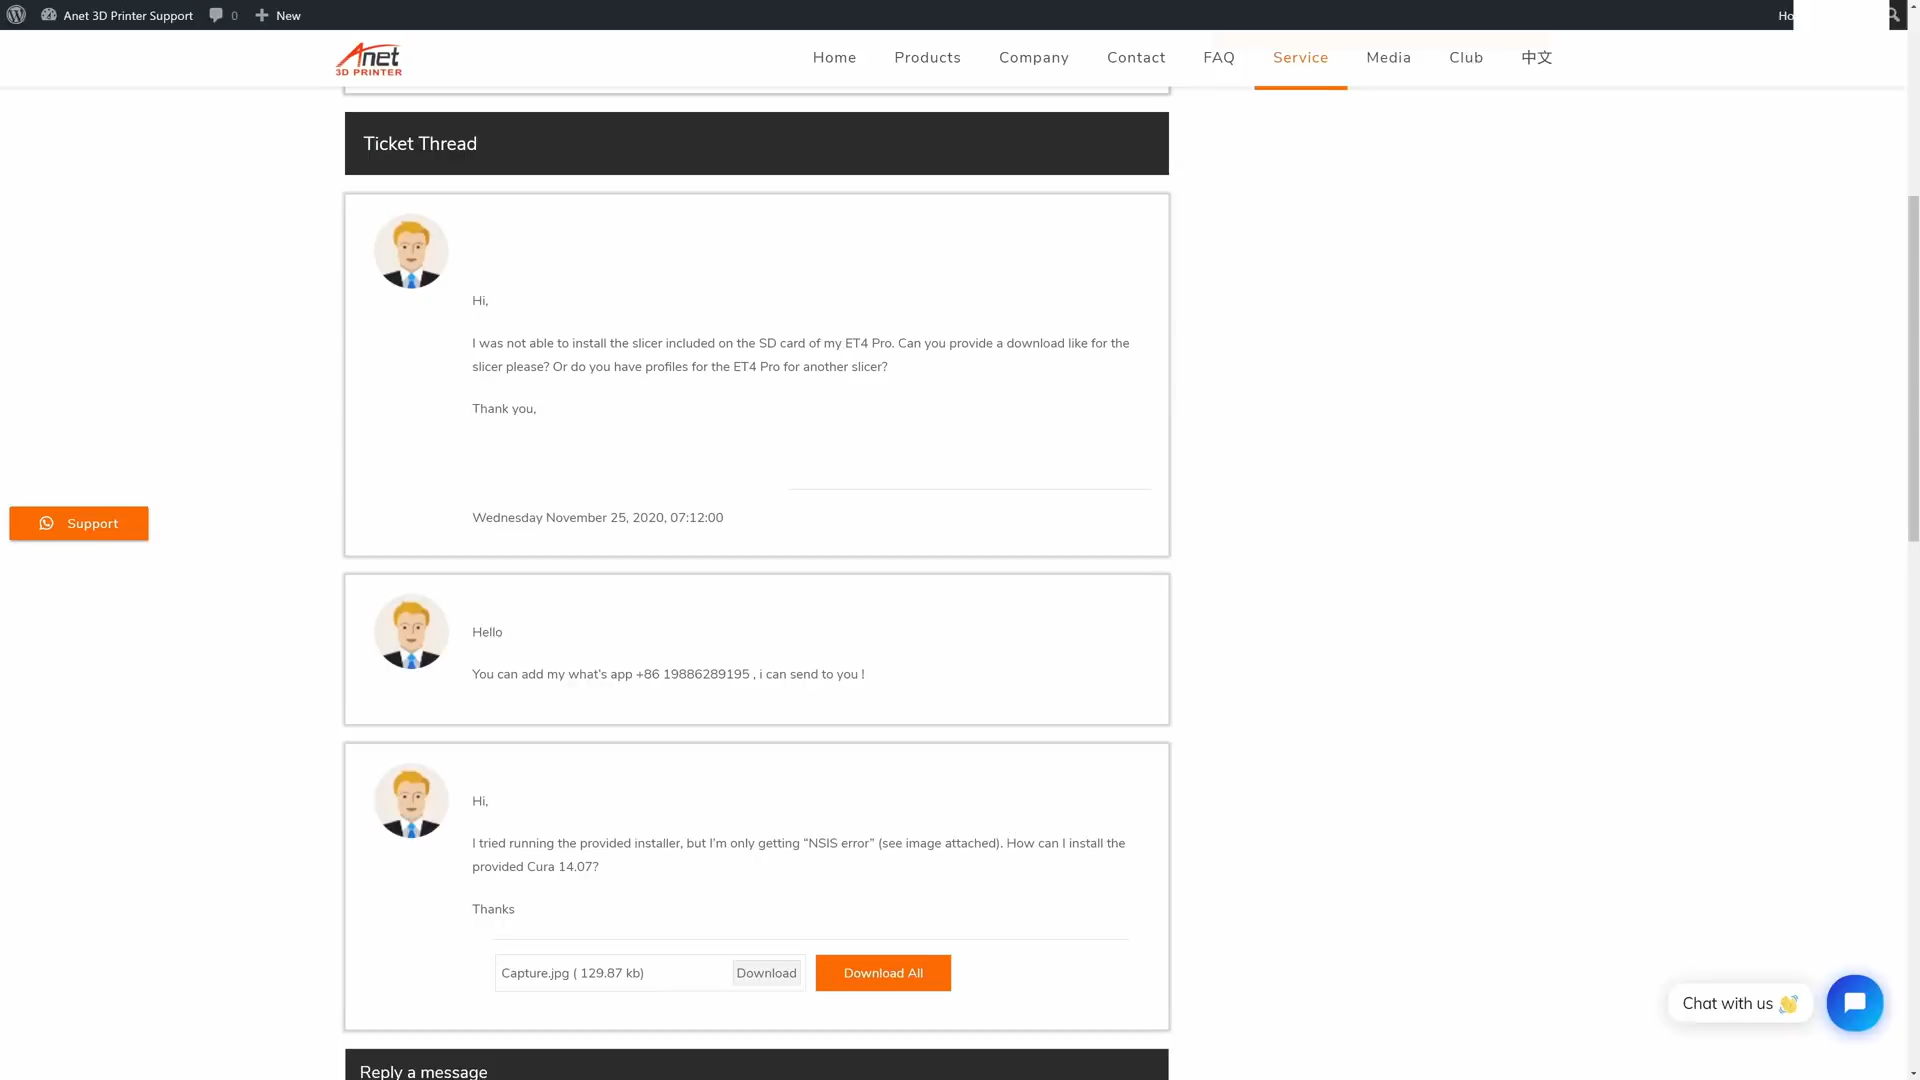 Anet 3D Printer Support 0 New Ho
Anet
3D PRINTER
Home Products Company Contact FAQ Service Media Club 中文
Ticket Thread
Hi,
I was not able to install the slicer included on the SD card of my ET4 Pro. Can you provide a download like for the
slicer please? Or do you have profiles for the ET4 Pro for another slicer?
Thank you,
Wednesday November 25, 2020, 07:12:00
Support
Hello
You can add my what's app +86 19886289195 , i can send to you !
Hi,
I tried running the provided installer, but I'm only getting “NSIS error” (see image attached). How can I install the
provided Cura 14.07?
Thanks
Capture.jpg ( 129.87 kb) Download Download All
Chat with us 👋
Reply a message